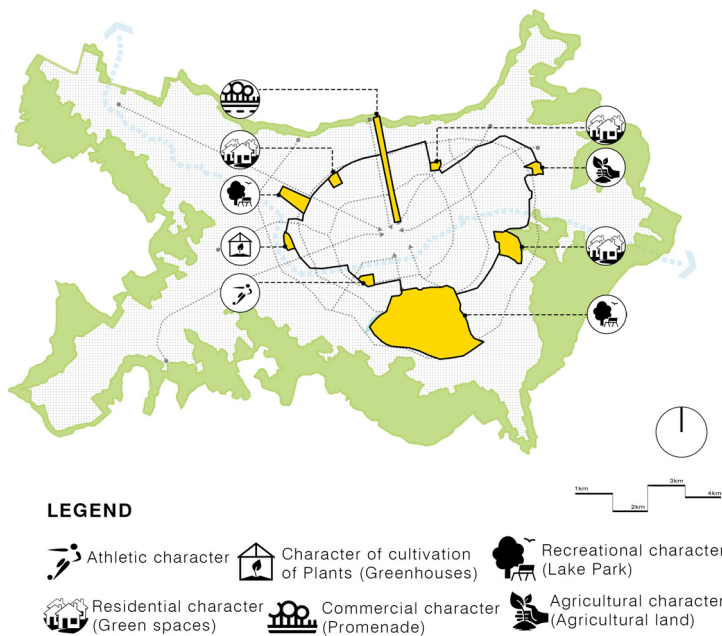 1km
3km
4km
2km
LEGEND
Athletic character
Character of cultivation
of Plants (Greenhouses)
Recreational character
(Lake Park)
Residential character
(Green spaces)
Commercial character
(Promenade)
Agricultural character
(Agricultural land)